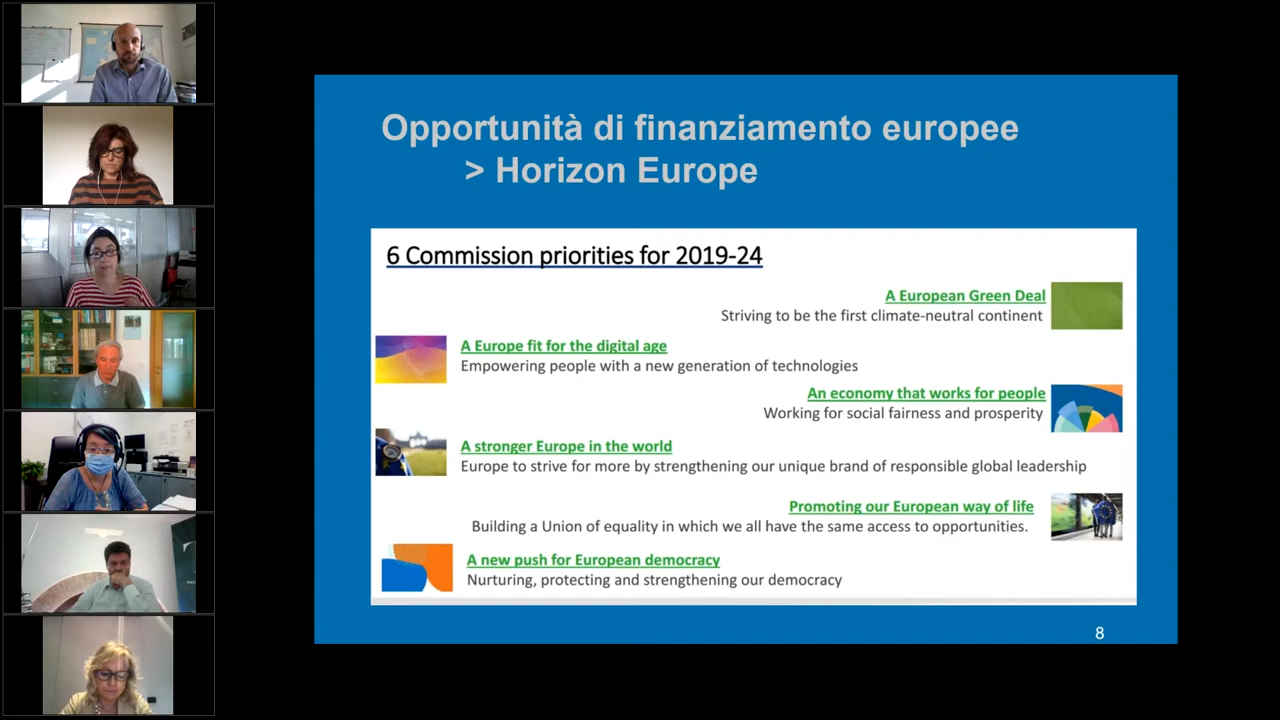 Opportunità di finanziamento europee
> Horizon Europe
6 Commission priorities for 2019-24
A European Green Deal
Striving to be the first climate-neutral continent
A Europe fit for the digital age
Empowering people with a new generation of technologies
An economy that works for people
Working for social fairness and prosperity
A stronger Europe in the world
Europe to strive for more by strengthening our unique brand of responsible global leadership
Promoting our European way of life
Building a Union of equality in which we all have the same access to opportunities.
A new push for European democracy
Nurturing, protecting and strengthening our democracy
8